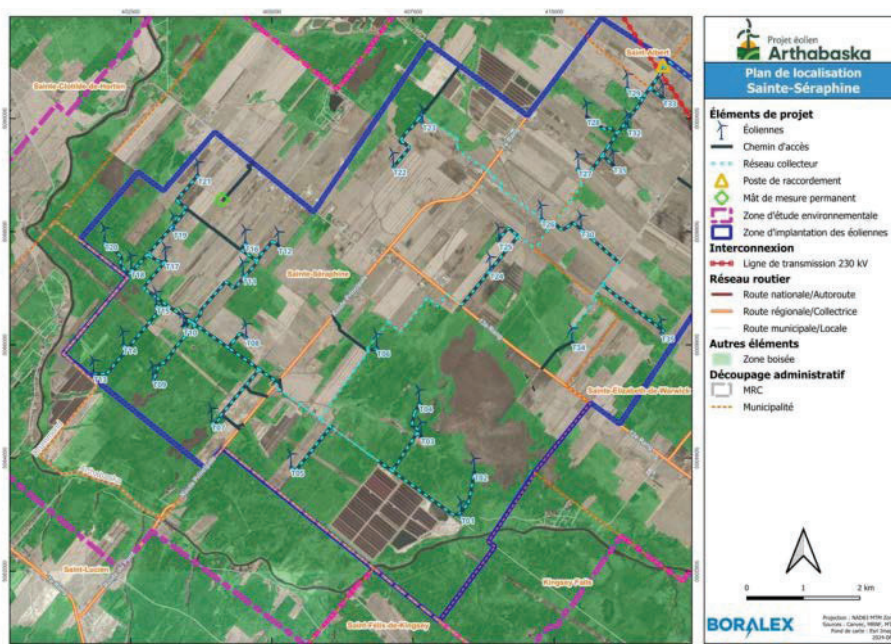 Projet éolien
Arthabaska
Plan de localisation
Sainte-Séraphine
Éléments de projet
Éoliennes
Chemin d'accès
Réseau collecteur
Poste de raccordement
Mât de mesure permanent
Zone d'étude environnementale
Zone d'implantation des éoliennes
Interconnexion
Ligne de transmission 230 kV
Réseau routier
Route nationale/Autoroute
Route régionale/Collectrice
Route municipale/Locale
Autres éléments
Zone boisée
Découpage administratif
MRC
Municipalité
0 1 2 km
BORALEX
Saint-Albert
Sainte-Clotilde-de-Horton
T29
T33
T28
T32
T23
T22
T27
T31
T21
T26
T30
T19
T16
T12
T25
T20
T18
T17
Sainte-Séraphine
T11
T24
T15
T10
T08
T06
T34
T35
T14
T13
T09
Sainte-Élizabeth-de-Warwick
T04
T03
T05
T02
T01
Saint-Lucien
Kingsey Falls
Saint-Félix-de-Kingsey